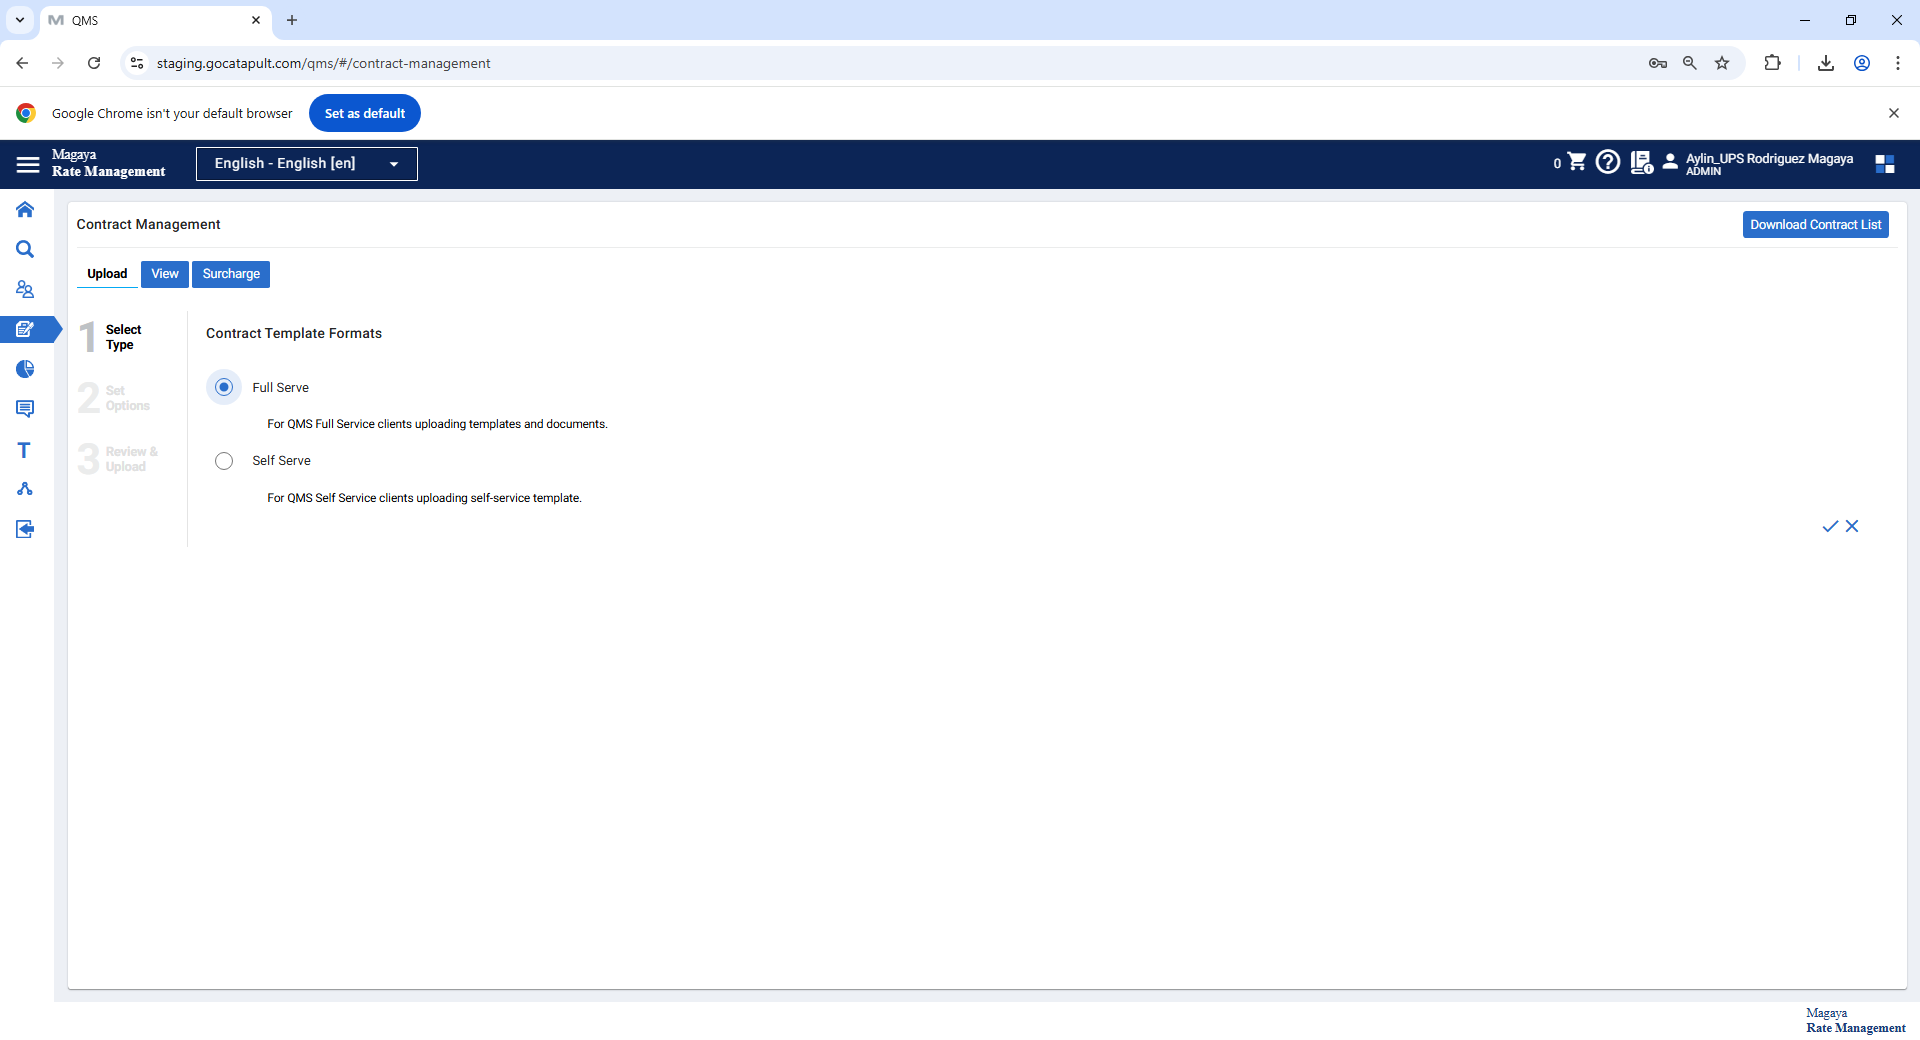 QMS
staging.gocatapult.com/qms/#/contract-management
Google Chrome isn't your default browser
Set as default
Magaya
Rate Management
English - English [en]
0
Aylin_UPS Rodriguez Magaya
ADMIN
Contract Management
Download Contract List
Upload
View
Surcharge
1
Select
Type
2
Set
Options
3
Review &
Upload
Contract Template Formats
Full Serve
For QMS Full Service clients uploading templates and documents.
Self Serve
For QMS Self Service clients uploading self-service template.
T
Magaya
Rate Management